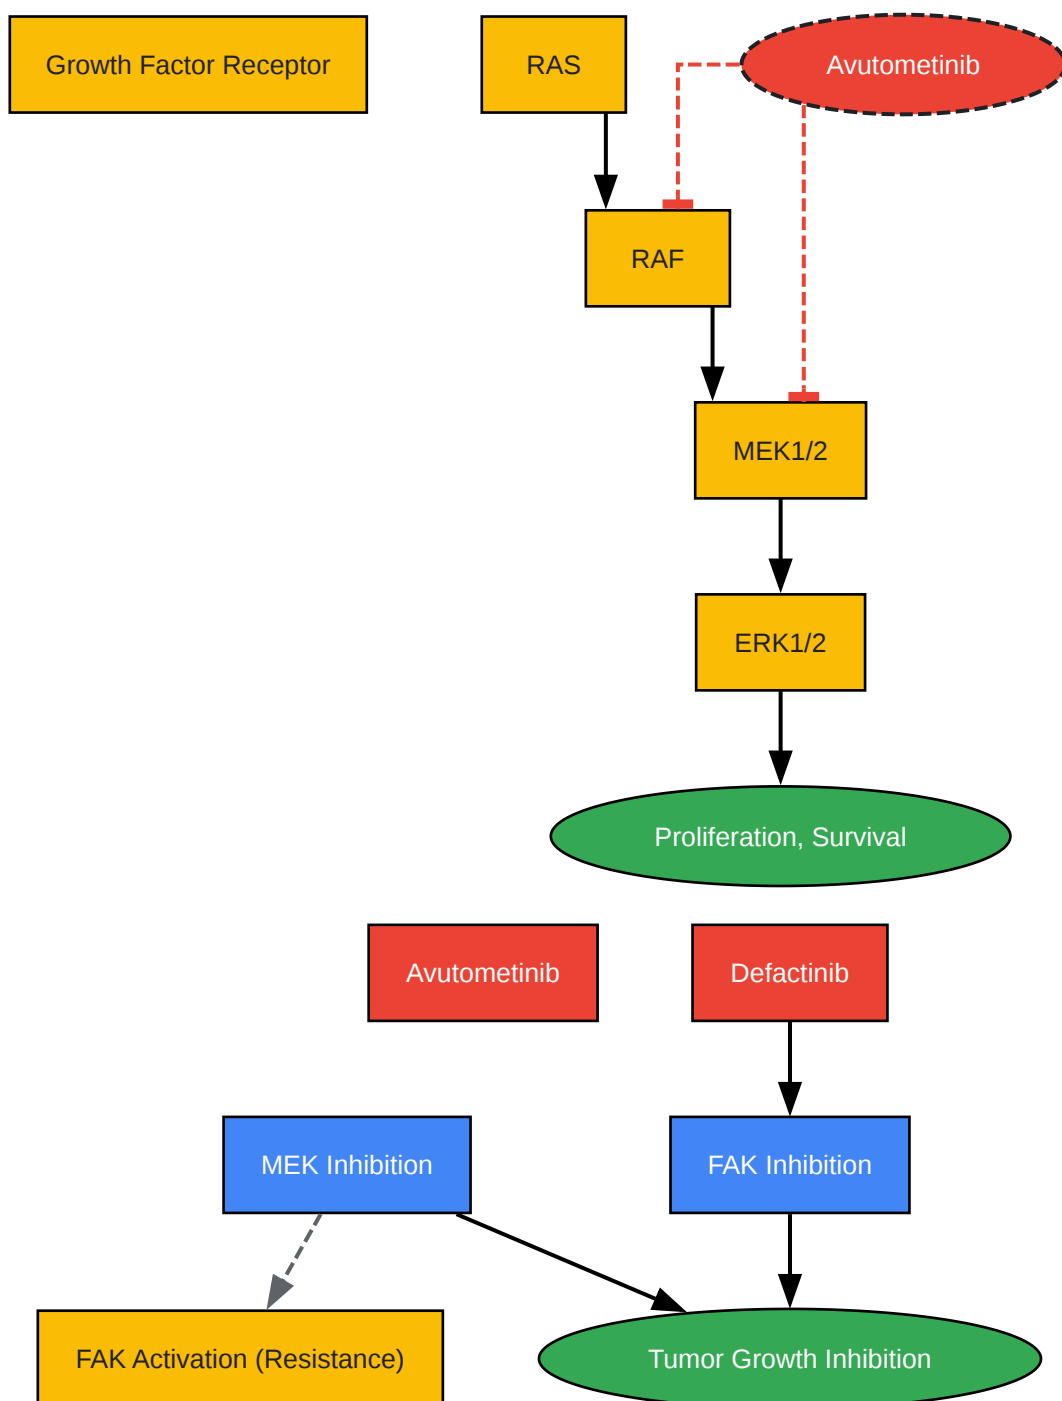 Growth Factor Receptor
RAS
Avutometinib
RAF
MEK1/2
ERK1/2
Proliferation, Survival
Avutometinib
Defactinib
MEK Inhibition
FAK Inhibition
FAK Activation (Resistance)
Tumor Growth Inhibition